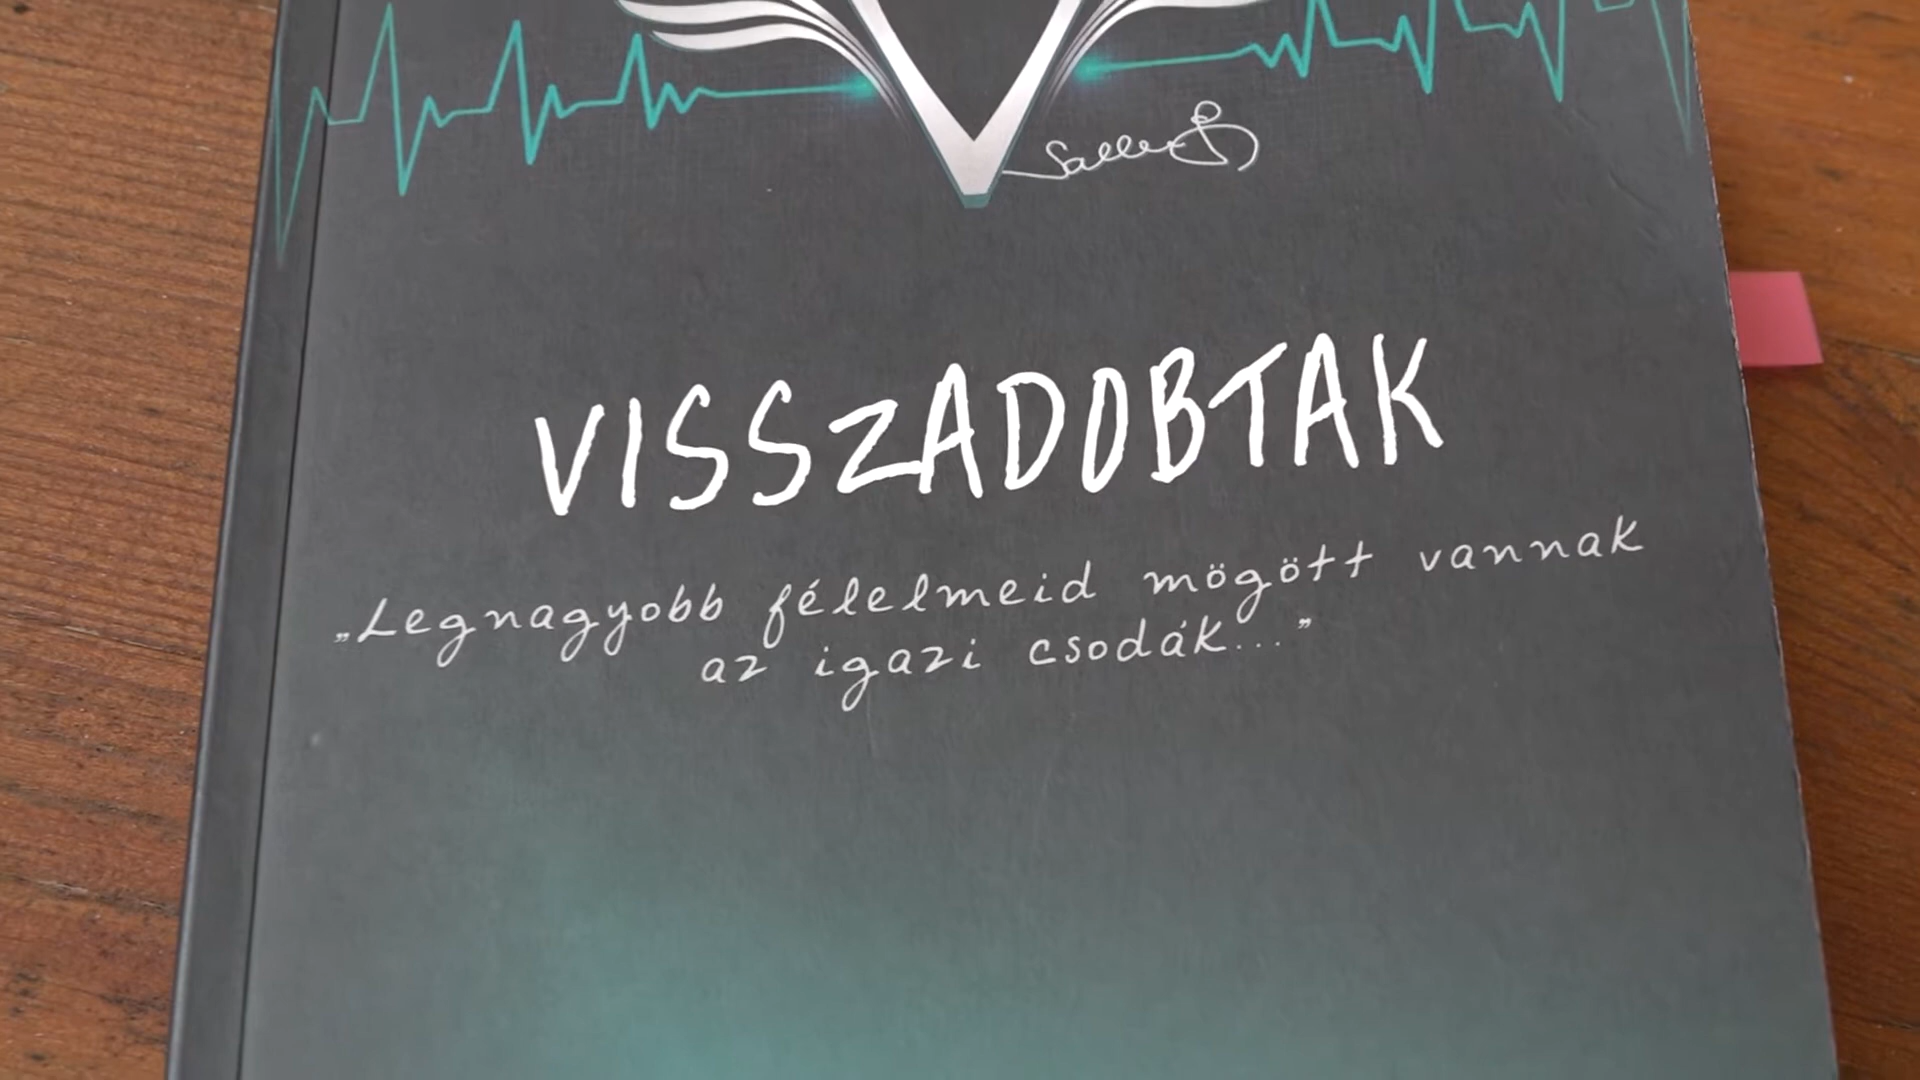 VISSZADOBTAK
„Legnagyobb félelmeid mögött vannak
az igazi csodák..."